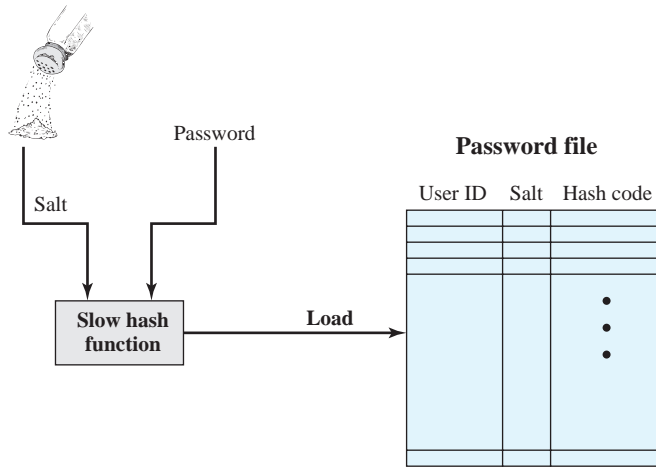 Password
Password file
User ID Salt Hash code
Salt
Slow hash
function
Load